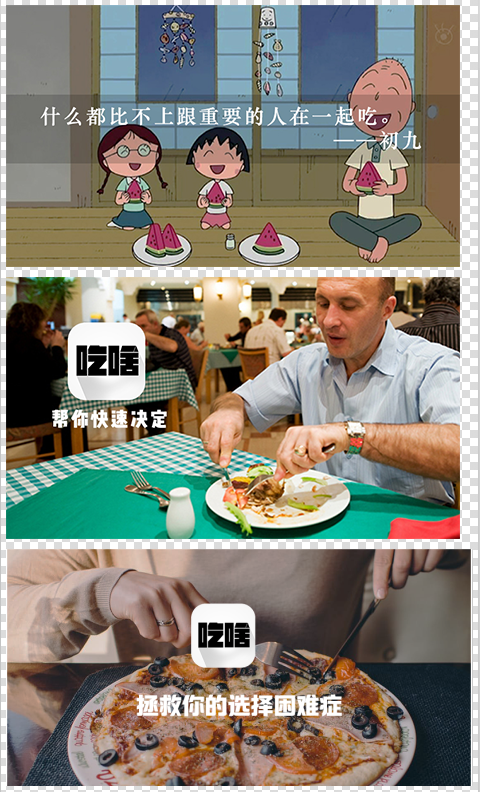 什么都比不上跟重要的人在一起吃。
——初九
吃啥
帮你快速决定
吃啥
拯救你的选择困难症